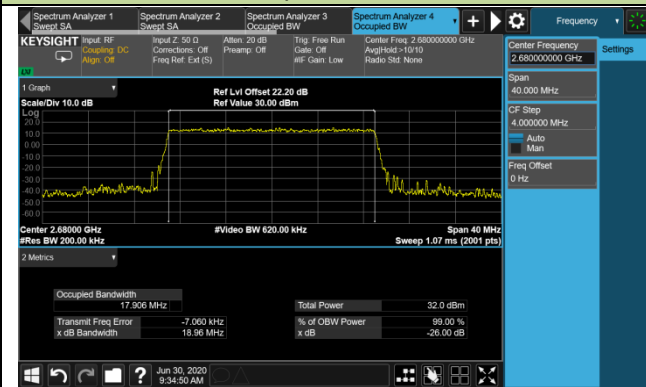 Spectrum Analyzer 1
Swept SA
Spectrum Analyzer 2
Swept SA
Spectrum Analyzer 3
Occupied BW
Spectrum Analyzer 4
Occupied BW
Frequency
KEYSIGHT
Input: RF
Coupling: DC
Align: Off
Input Z: 50 Ω
Corrections: Off
Freq Ref: Ext (S)
Atten: 20 dB
Preamp: Off
Trig: Free Run
Gate: Off
#IF Gain: Low
Center Freq: 2.680000000 GHz
Avg|Hold:>10/10
Radio Std: None
Center Frequency
2.680000000 GHz
Settings
Span
40.000 MHz
CF Step
4.000000 MHz
Auto
Man
Freq Offset
0 Hz
1 Graph
Scale/Div 10.0 dB
Ref Lvl Offset 22.20 dB
Ref Value 30.00 dBm
Log
20.0
10.0
0.00
-10.0
-20.0
-30.0
-40.0
-50.0
-60.0
Center 2.68000 GHz
#Res BW 200.00 kHz
#Video BW 620.00 kHz
Span 40 MHz
Sweep 1.07 ms (2001 pts)
2 Metrics
Occupied Bandwidth
17.906 MHz
Total Power 32.0 dBm
Transmit Freq Error -7.060 kHz
% of OBW Power 99.00 %
x dB Bandwidth 18.96 MHz
x dB -26.00 dB
Jun 30, 2020
9:34:50 AM